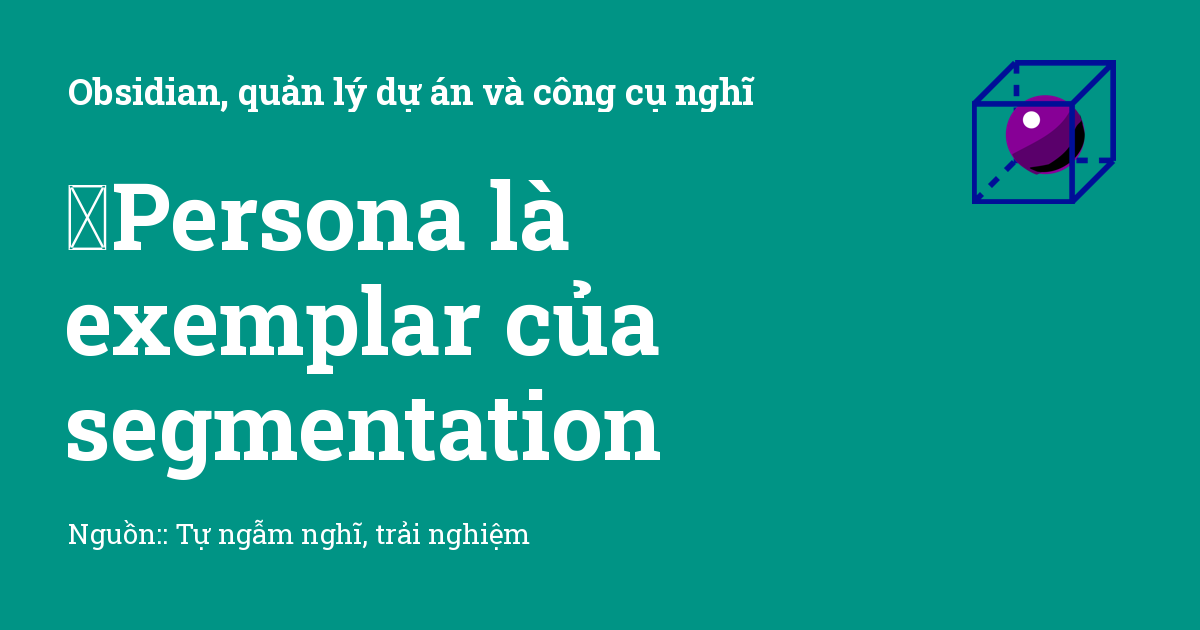 Obsidian, quản lý dự án và công cụ nghĩ
Persona là
exemplar của
segmentation
Nguồn:: Tự ngẫm nghĩ, trải nghiệm